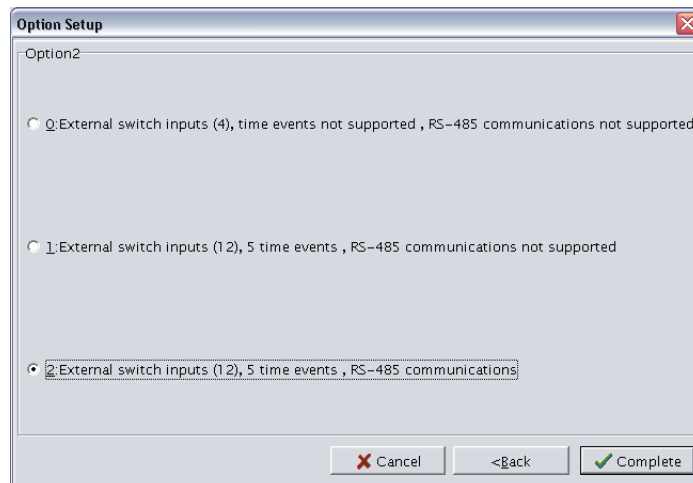 Option Setup
Option2
0:External switch inputs (4), time events not supported , RS-485 communications not supported
1:External switch inputs (12), 5 time events , RS-485 communications not supported
2:External switch inputs (12), 5 time events , RS-485 communications
Cancel
<Back
Complete